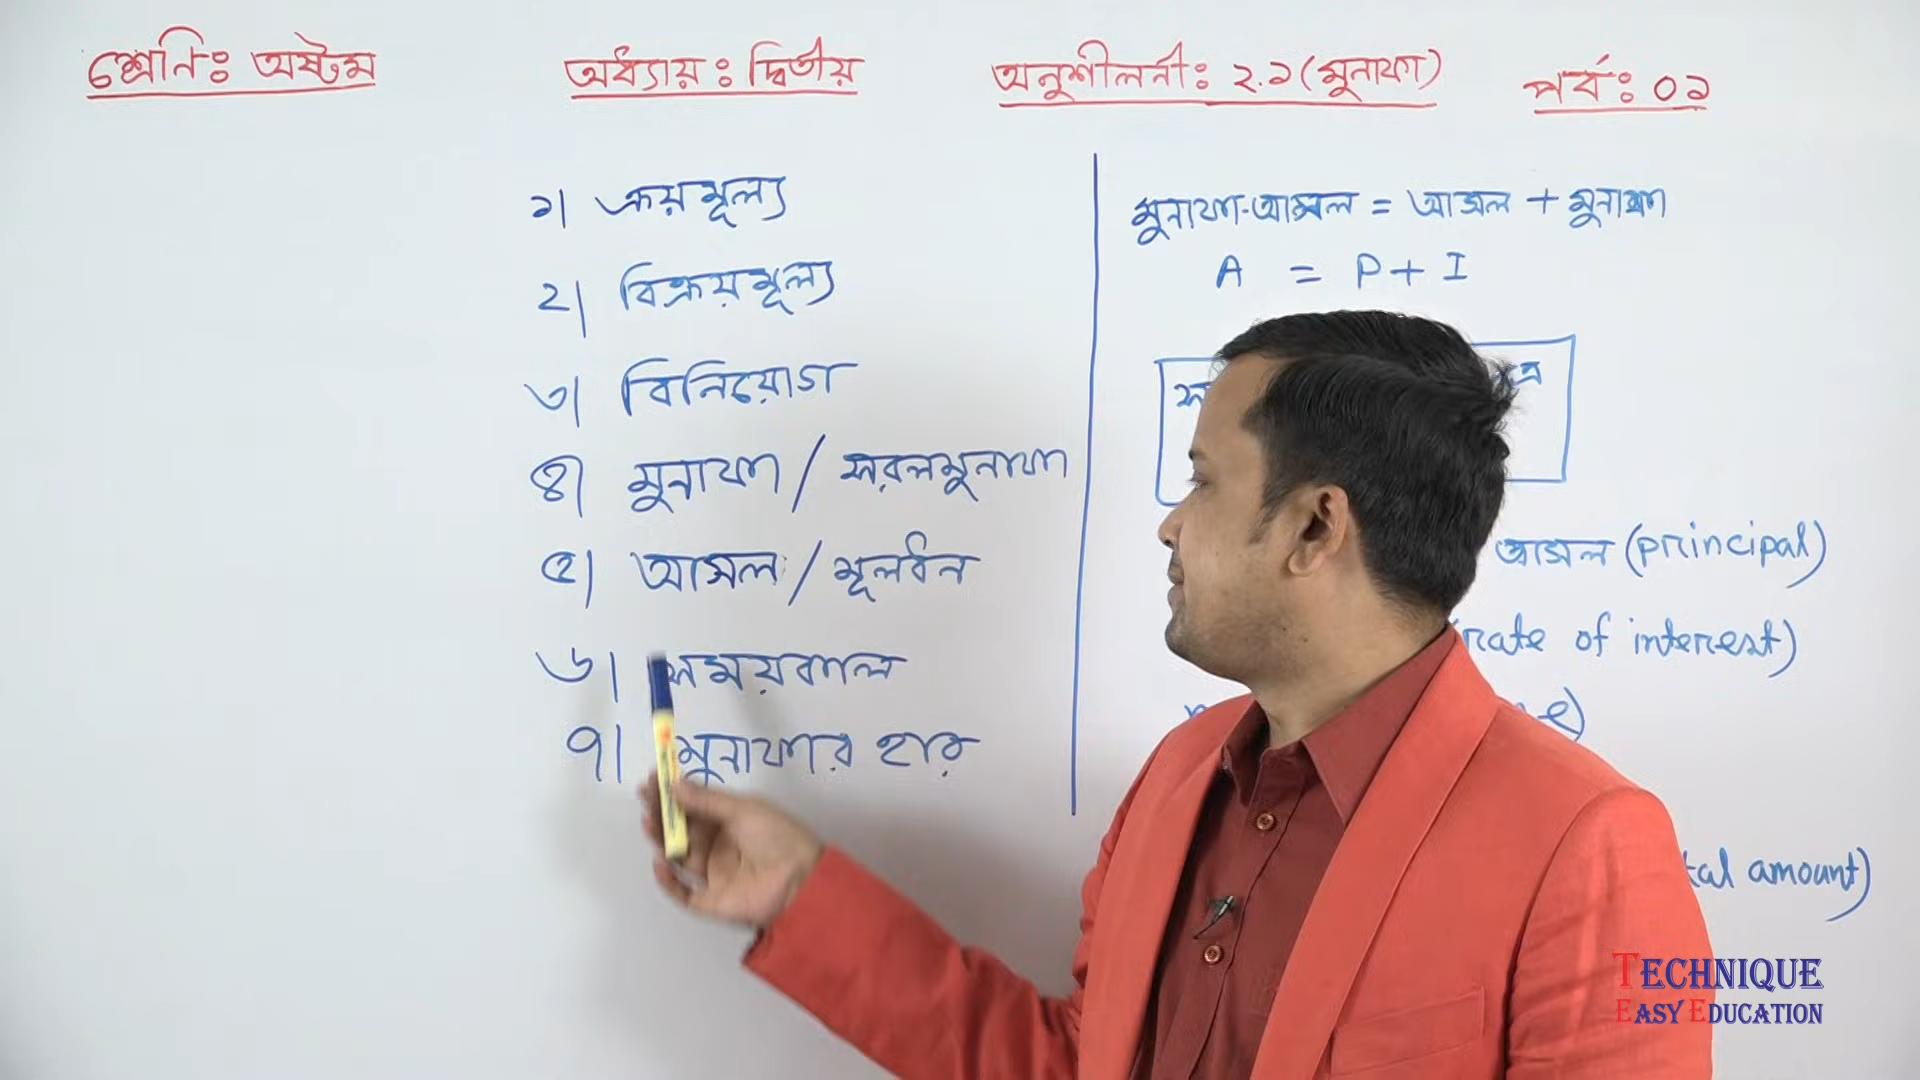 শ্রেণিঃ অষ্টম
অধ্যায়ঃ দ্বিতীয়
অনুশীলনীঃ ২.১ (মুনাফা)
পর্বঃ ০১
১| ক্রয়মূল্য
২| বিক্রয়মূল্য
৩| বিনিয়োগ
৪| মুনাফা / সরলমুনাফা
৫| আসল / মূলধন
৬| সময়কাল
৭| মুনাফার হার
মুনাফা-আসল = আসল + মুনাফা
A = P + I
আসল (principal)
rate of interest)
tal amount)
TECHNIQUE
EASY EDUCATION